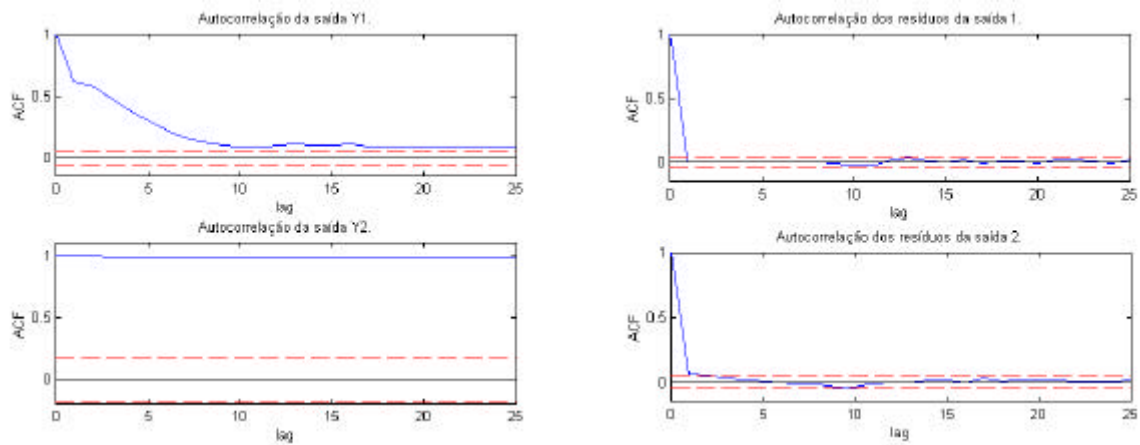 Autocorrelação da saída Y1.
1
0.5
0
ACF
0 5 10 15 20 25
lag
Autocorrelação da saída Y2.
1
0.5
0
ACF
0 5 10 15 20 25
lag
Autocorrelação dos resíduos da saída 1.
1
0.5
0
ACF
0 5 10 15 20 25
lag
Autocorrelação dos resíduos da saída 2.
1
0.5
0
ACF
0 5 10 15 20 25
lag